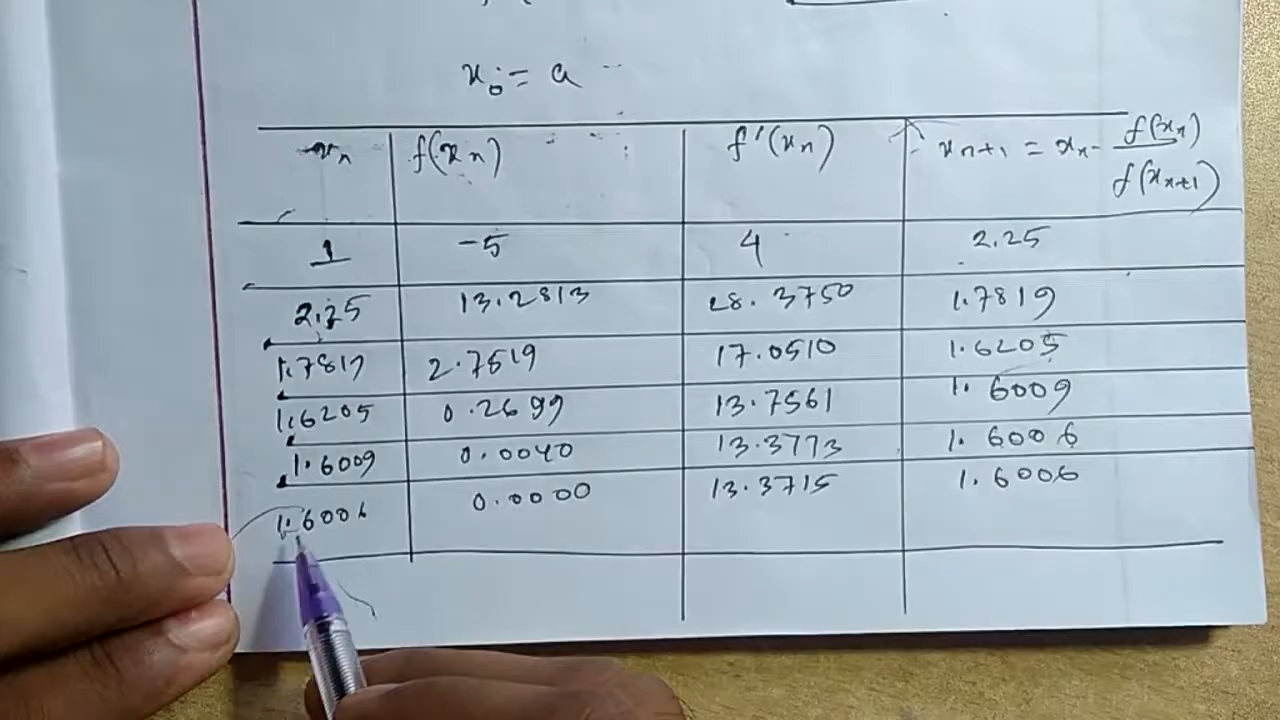 x₀ = a
xₙ f(xₙ) f'(xₙ) xₙ₊₁ = xₙ - f(xₙ) / f(xₙ₊₁)
1 -5 4 2.25
2.25 13.2813 28.3750 1.7819
1.7819 2.7519 17.0510 1.6205
1.6205 0.2699 13.7561 1.6009
1.6009 0.0040 13.3773 1.6006
1.6006 0.0000 13.3715 1.6006